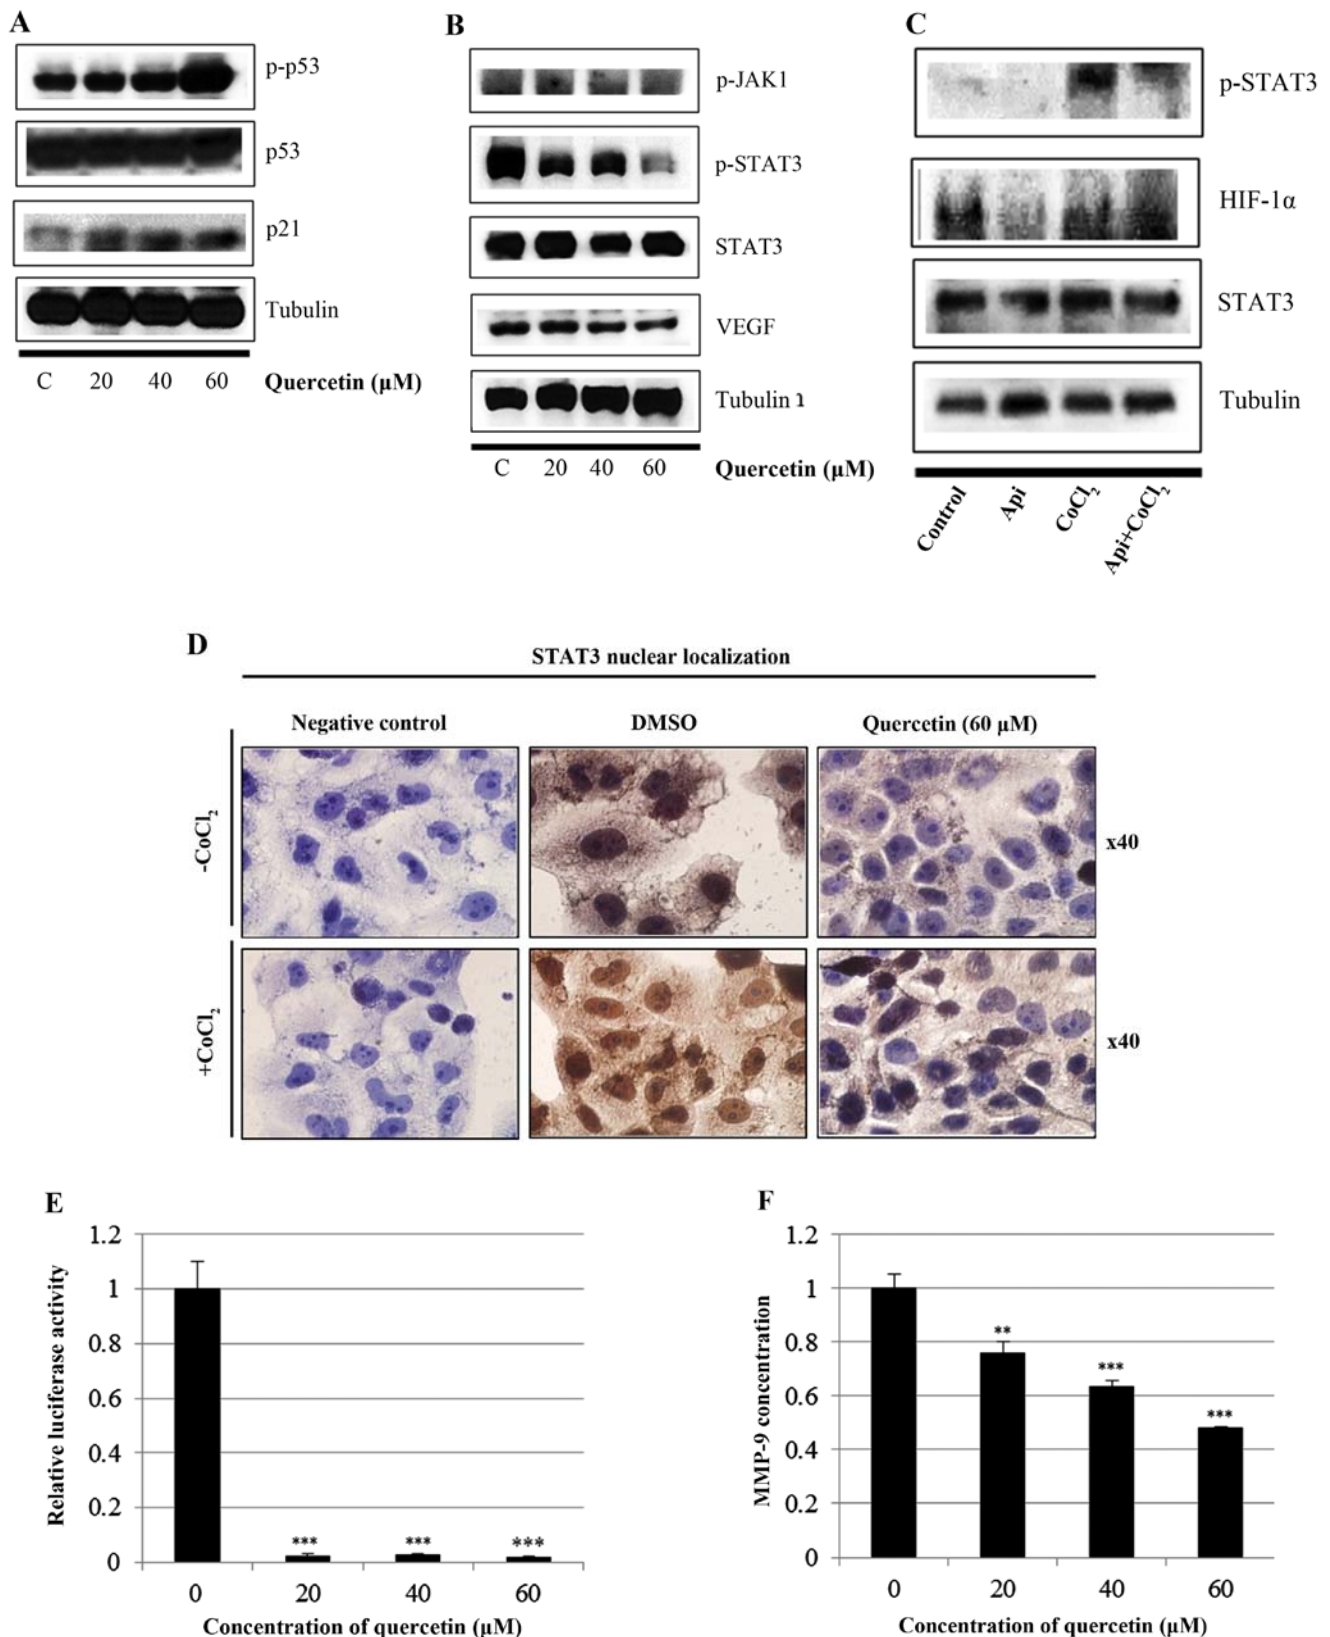 A
p-p53
p53
p21
Tubulin
C 20 40 60 Quercetin (µM)
B
p-JAK1
p-STAT3
STAT3
VEGF
Tubulin
C 20 40 60 Quercetin (µM)
C
p-STAT3
HIF-1α
STAT3
Tubulin
Control Api CoCl₂ Api+CoCl₂
D
STAT3 nuclear localization
Negative control DMSO Quercetin (60 µM)
-CoCl₂
x40
+CoCl₂
x40
E
Relative luciferase activity
1.2
1
0.8
0.6
0.4
0.2
0
*** *** ***
0 20 40 60
Concentration of quercetin (µM)
F
MMP-9 concentration
1.2
1
0.8
0.6
0.4
0.2
0
** *** ***
0 20 40 60
Concentration of quercetin (µM)